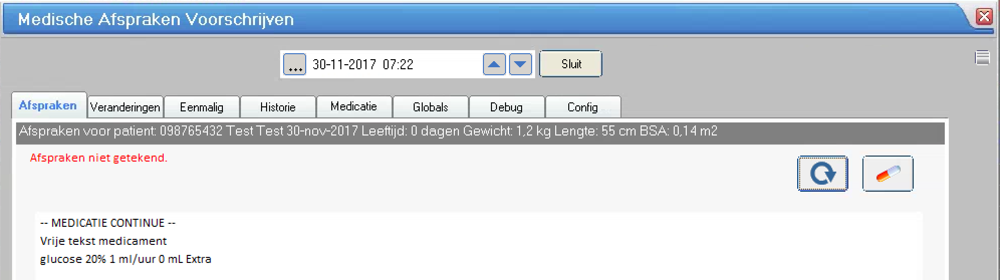 Medische Afspraken Voorschrijven
... 30-11-2017 07:22 Sluit
Afspraken Veranderingen Eenmalig Historie Medicatie Globals Debug Config
Afspraken voor patient: 098765432 Test Test 30-nov-2017 Leeftijd: 0 dagen Gewicht: 1,2 kg Lengte: 55 cm BSA: 0,14 m2
Afspraken niet getekend.
-- MEDICATIE CONTINUE --
Vrije tekst medicament
glucose 20% 1 ml/uur 0 mL Extra